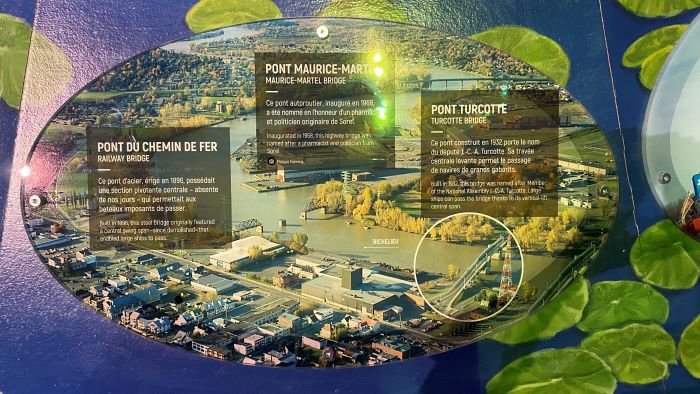 PONT DU CHEMIN DE FER
RAILWAY BRIDGE
Ce pont d'acier, érigé en 1896, possédait
une section pivotante centrale – absente
de nos jours – qui permettait aux
bateaux imposants de passer.
Built in 1895, this steel bridge originally featured
a central swing span—since demolished—that
enabled large ships to pass.
PONT MAURICE-MARTEL
MAURICE-MARTEL BRIDGE
Ce pont autoroutier, inauguré en 1968,
a été nommé en l'honneur d'un
et politicien originaire de Sorel.
Inaugurated in 1968, this highway bridge was
named after a pharmacist and politician from
Sorel.
PONT TURCOTTE
TURCOTTE BRIDGE
Ce pont construit en 1932 porte le nom
du député J.-C.-A. Turcotte. Sa travée
centrale levante permet le passage
de navires de grands gabarits.
Built in 1932, this bridge was named after Member
of the National Assembly J.-C.-A. Turcotte. Large
ships can pass the bridge thanks to its vertical-lift
central span.
RICHELIEU